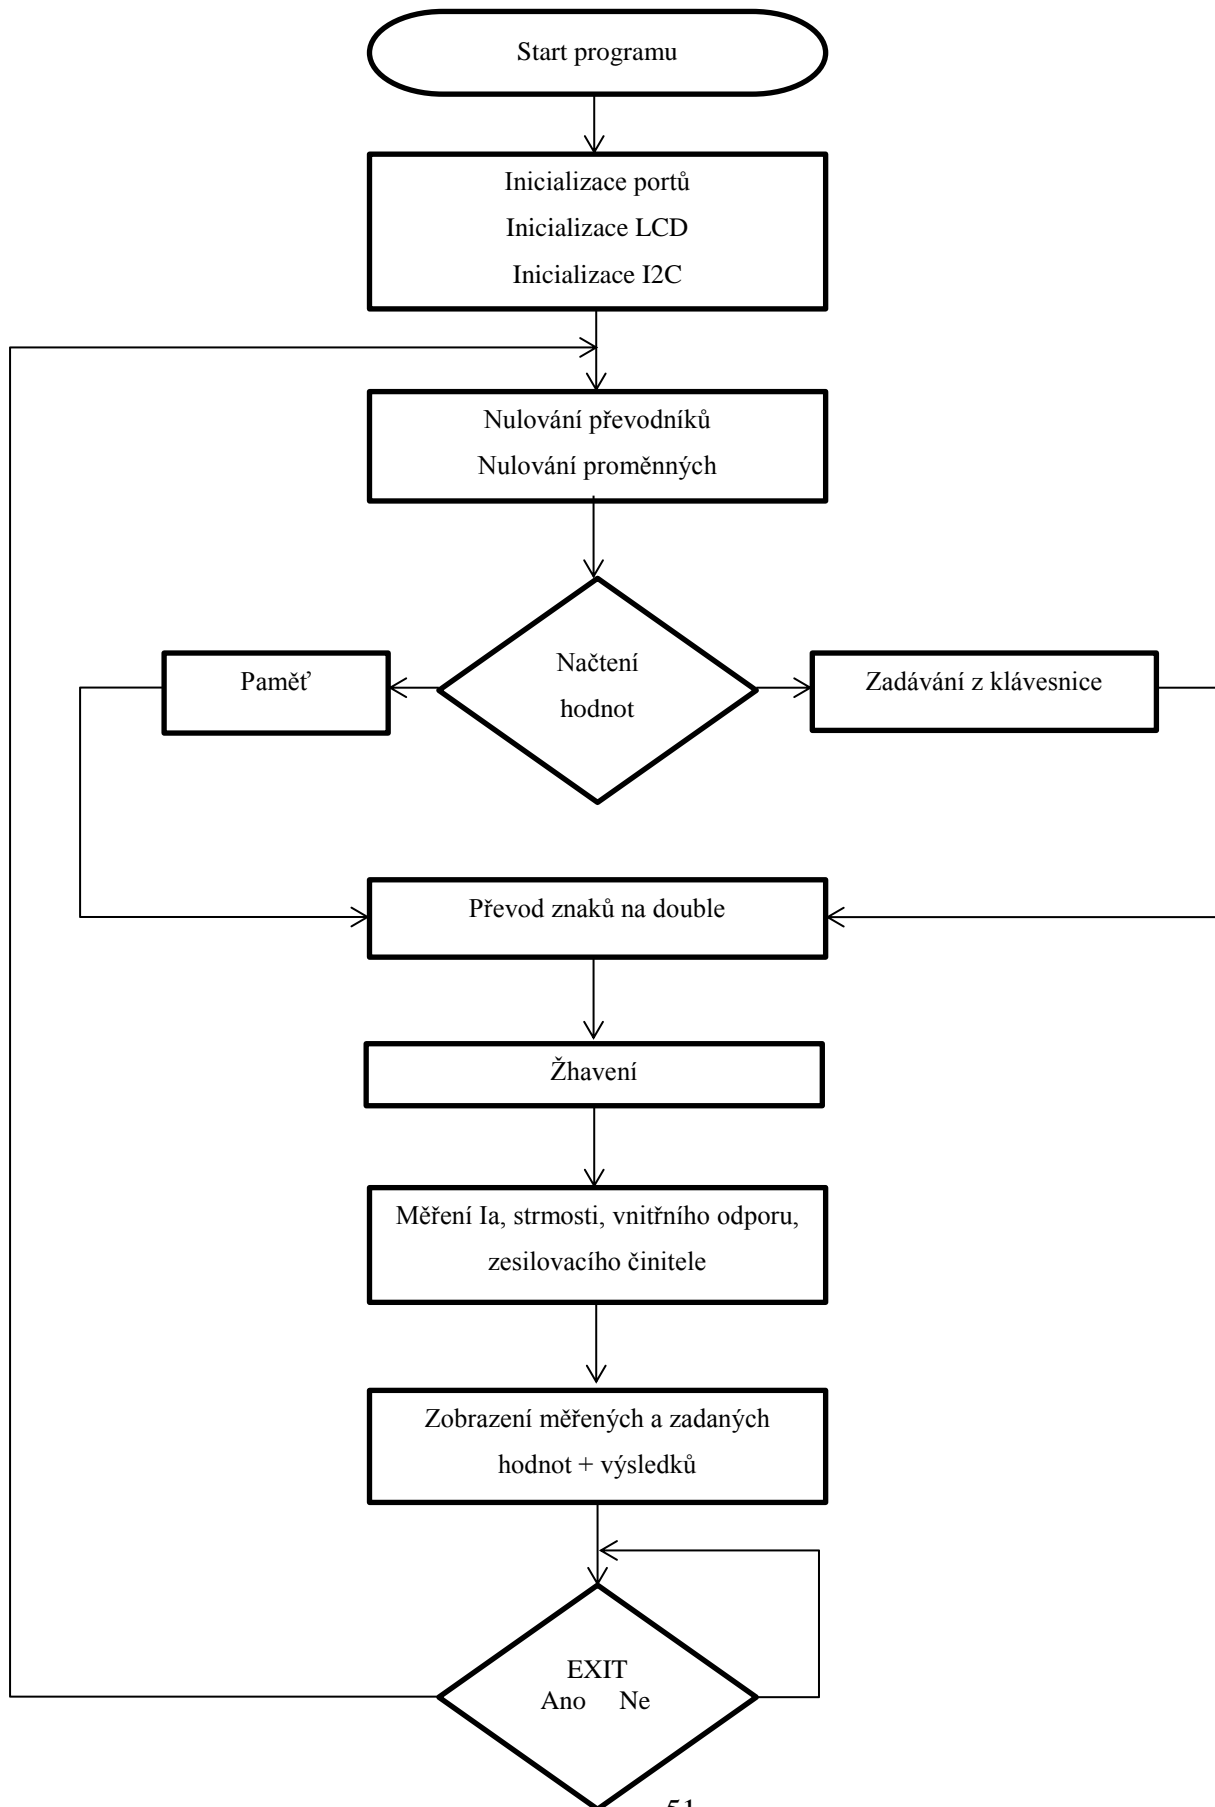 Start programu
Inicializace portů
Inicializace LCD
Inicializace I2C
Nulování převodníků
Nulování proměnných
Načtení
hodnot
Paměť
Zadávání z klávesnice
Převod znaků na double
Žhavení
Měření Ia, strmosti, vnitřního odporu,
zesilovacího činitele
Zobrazení měřených a zadaných
hodnot + výsledků
EXIT
Ano Ne
51